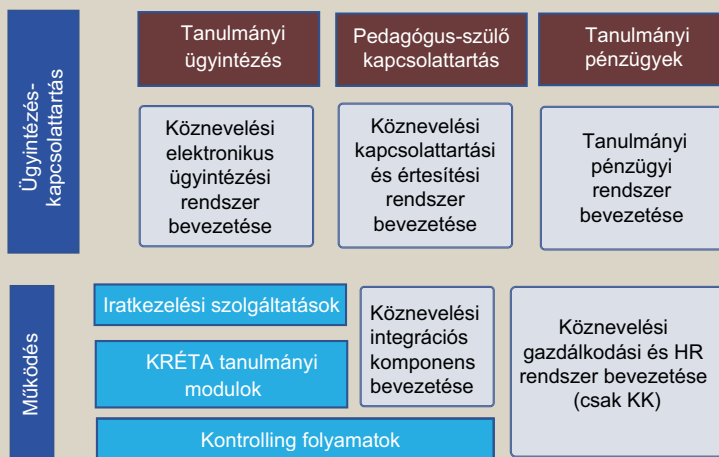 Ügyintézés-
kapcsolattartás
Tanulmányi
ügyintézés
Pedagógus-szülő
kapcsolattartás
Tanulmányi
pénzügyek
Köznevelési
elektronikus
ügyintézési
rendszer
bevezetése
Köznevelési
kapcsolattartási
és értesítési
rendszer
bevezetése
Tanulmányi
pénzügyi
rendszer
bevezetése
Működés
Iratkezelési szolgáltatások
KRÉTA tanulmányi
modulok
Köznevelési
integrációs
komponens
bevezetése
Köznevelési
gazdálkodási és HR
rendszer bevezetése
(csak KK)
Kontrolling folyamatok